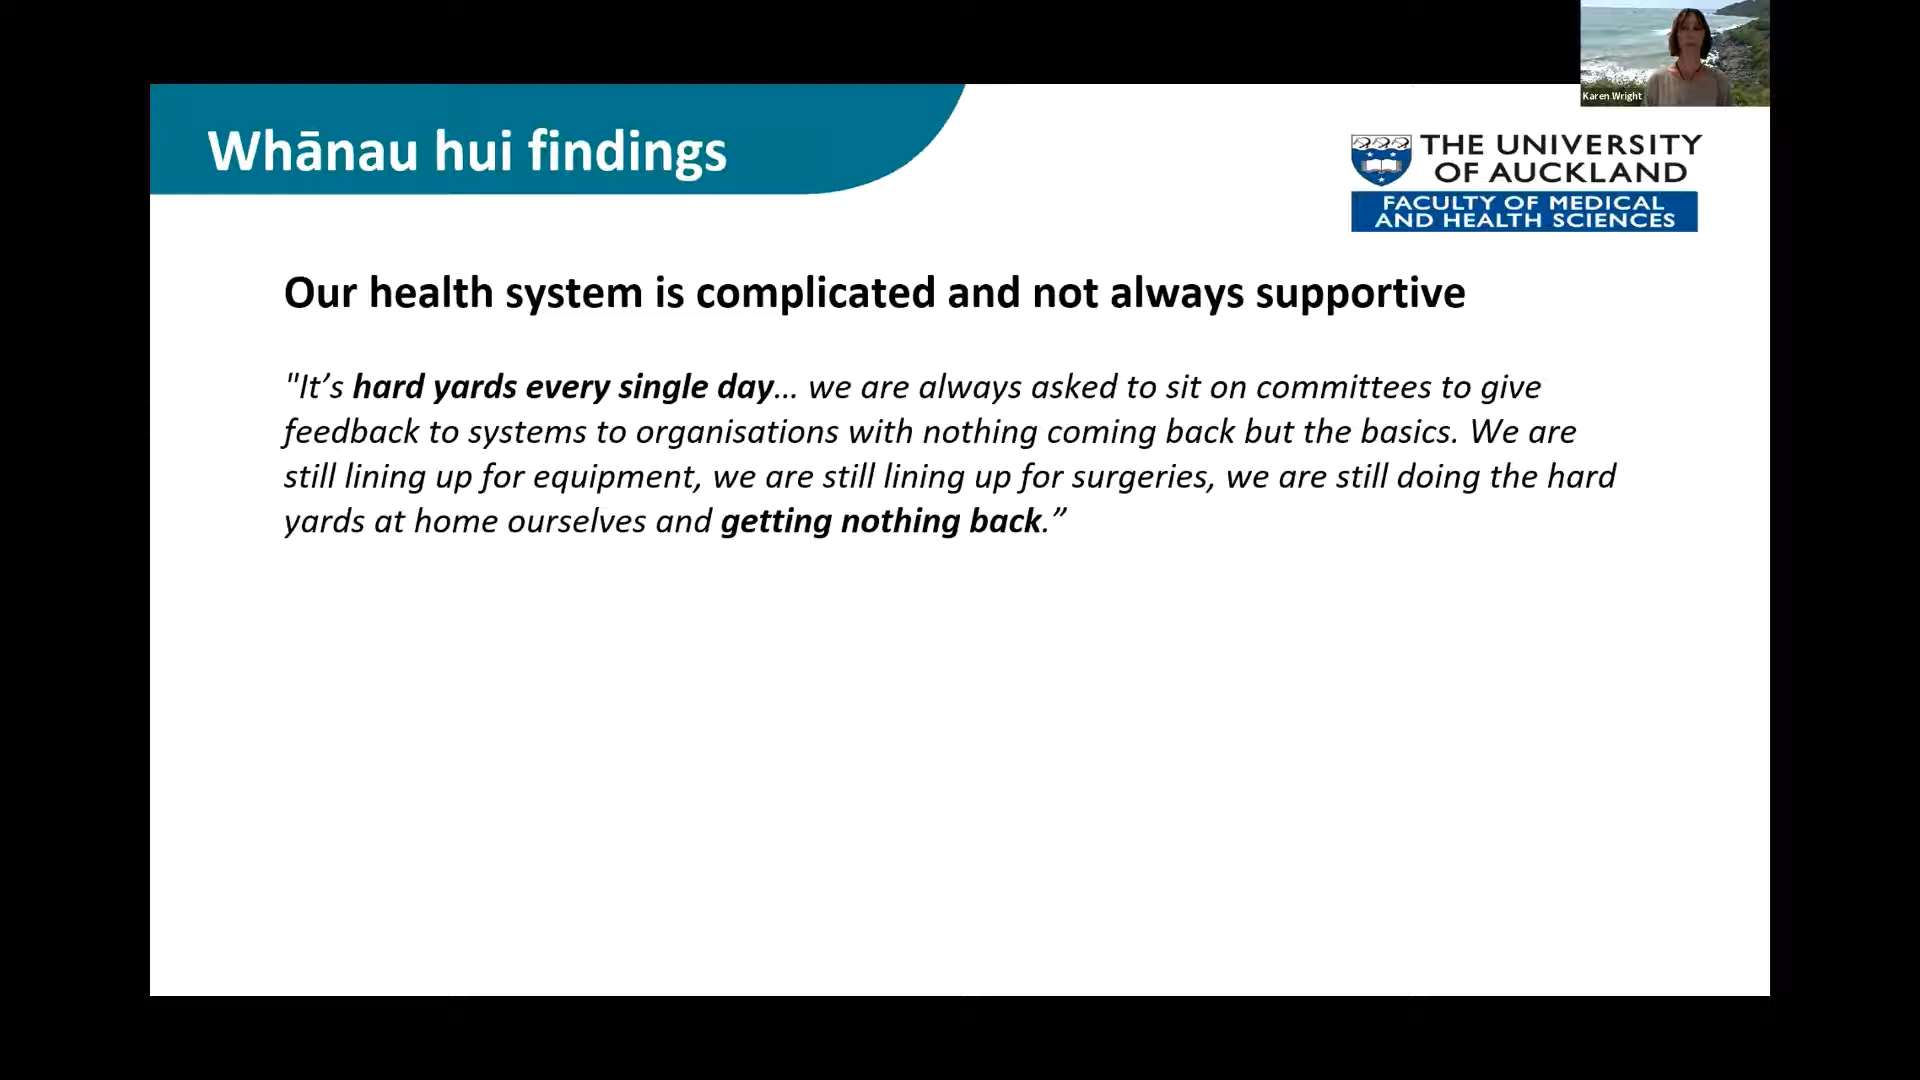 Karen Wright
Whānau hui findings
THE UNIVERSITY
OF AUCKLAND
FACULTY OF MEDICAL
AND HEALTH SCIENCES
Our health system is complicated and not always supportive
"It’s hard yards every single day… we are always asked to sit on committees to give
feedback to systems to organisations with nothing coming back but the basics. We are
still lining up for equipment, we are still lining up for surgeries, we are still doing the hard
yards at home ourselves and getting nothing back.”